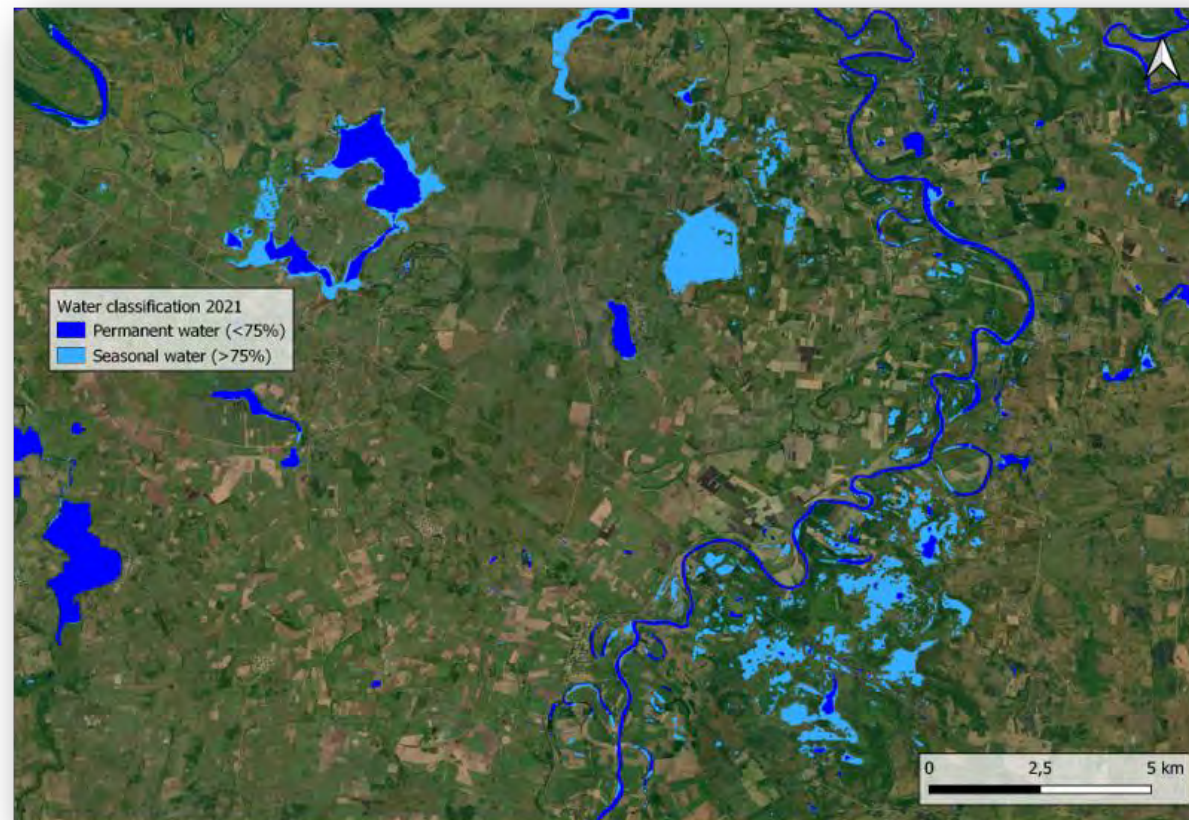 Water classification 2021
Permanent water (<75%)
Seasonal water (>75%)
0 2,5 5 km